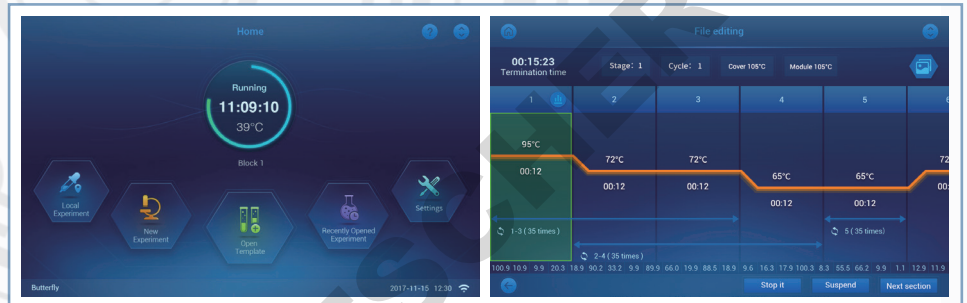 Home
?
Running
11:09:10
39°C
Block 1
Local
Experiment
New
Experiment
Open
Template
Recently Opened
Experiment
Settings
Butterfly
2017-11-15 12:30
File editing
00:15:23
Termination time
Stage: 1
Cycle: 1
Cover 105°C
Module 105°C
1
2
3
4
5
6
95°C
00:12
72°C
00:12
72°C
00:12
65°C
00:12
65°C
00:12
72
00:
1-3 ( 35 times )
2-4 ( 35 times )
5 ( 35 times)
100.9 10.9 9.9 20.3 18.9 90.2 33.2 9.9 89.9 66.0 19.9 88.5 18.9 9.6 16.3 17.9 100.3 8.3 55.5 66.2 9.9 1.1 12.9 11.9
Stop it
Suspend
Next section